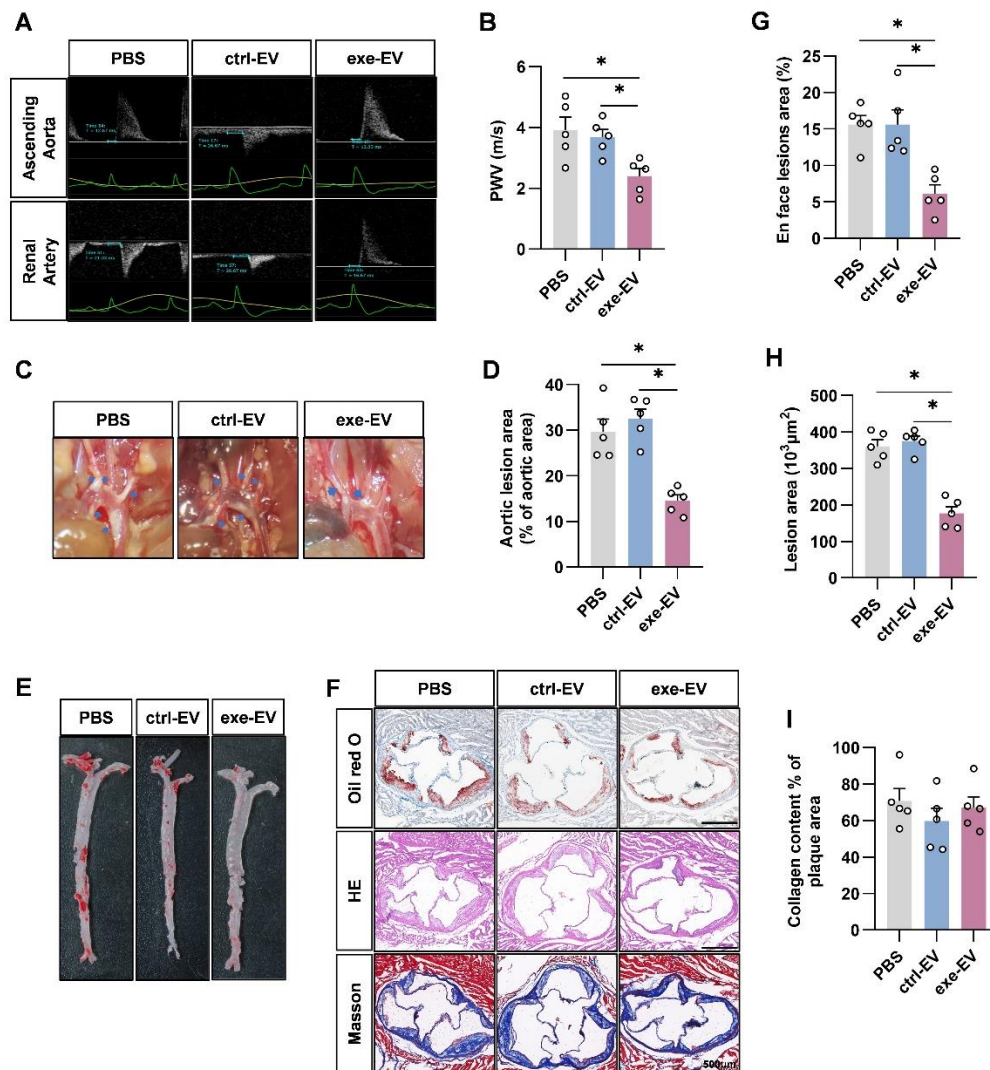 A
PBS
ctrl-EV
exe-EV
Ascending
Aorta
Renal
Artery
B
PWV (m/s)
6
4
2
0
*
*
PBS
ctrl-EV
exe-EV
G
En face lesions area (%)
25
20
15
10
5
0
*
*
PBS
ctrl-EV
exe-EV
C
PBS
ctrl-EV
exe-EV
D
Aortic lesion area
(% of aortic area)
40
30
20
10
0
*
*
PBS
ctrl-EV
exe-EV
H
Lesion area (10³μm²)
500
400
300
200
100
0
*
*
PBS
ctrl-EV
exe-EV
E
PBS
ctrl-EV
exe-EV
F
PBS
ctrl-EV
exe-EV
Oil red O
HE
Masson
500μm
I
Collagen content % of
plaque area
100
80
60
40
20
0
PBS
ctrl-EV
exe-EV